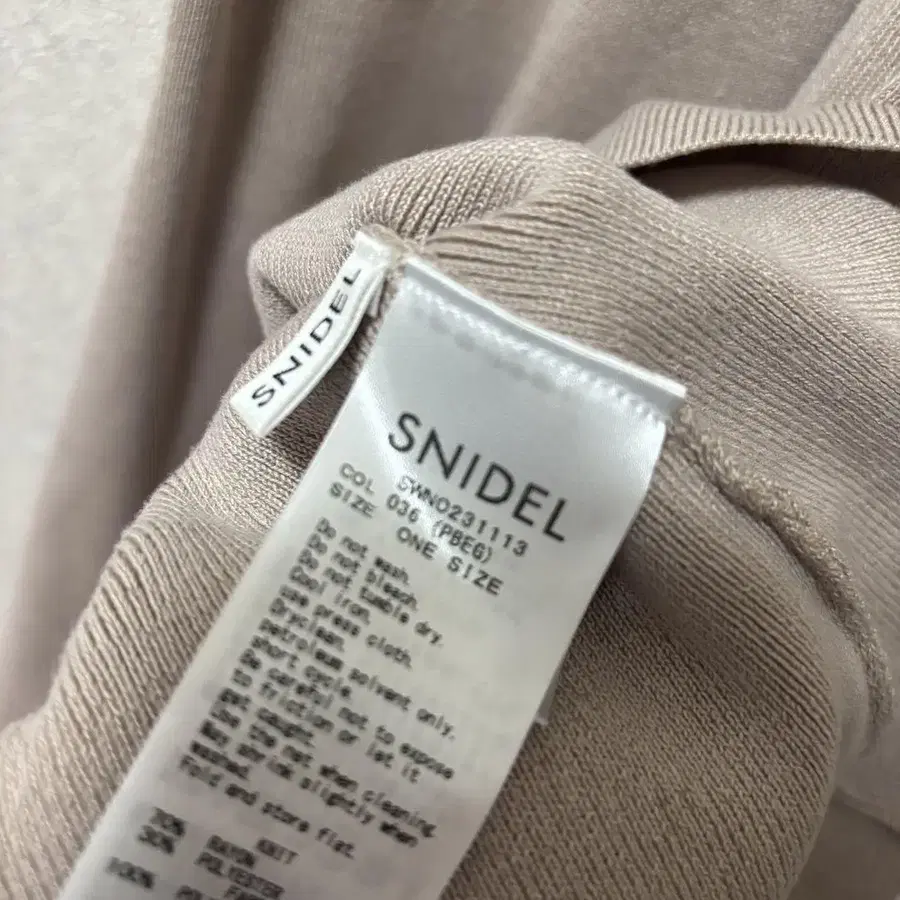 SNIDEL
SNIDEL
SWNO231113
COL 036 (PBEG)
SIZE ONE SIZE
Do not wash.
Do not bleach.
Do not tumble dry.
Cool iron.
use press cloth.
Dryclean.
petroleum solvent only.
short cycle.
Be careful not to expose
to friction or let it
get caught.
Use the net when cleaning.
May shrink slightly when
washed.
Fold and store flat.
KNIT
70% RAYON
30% POLYESTER
100%